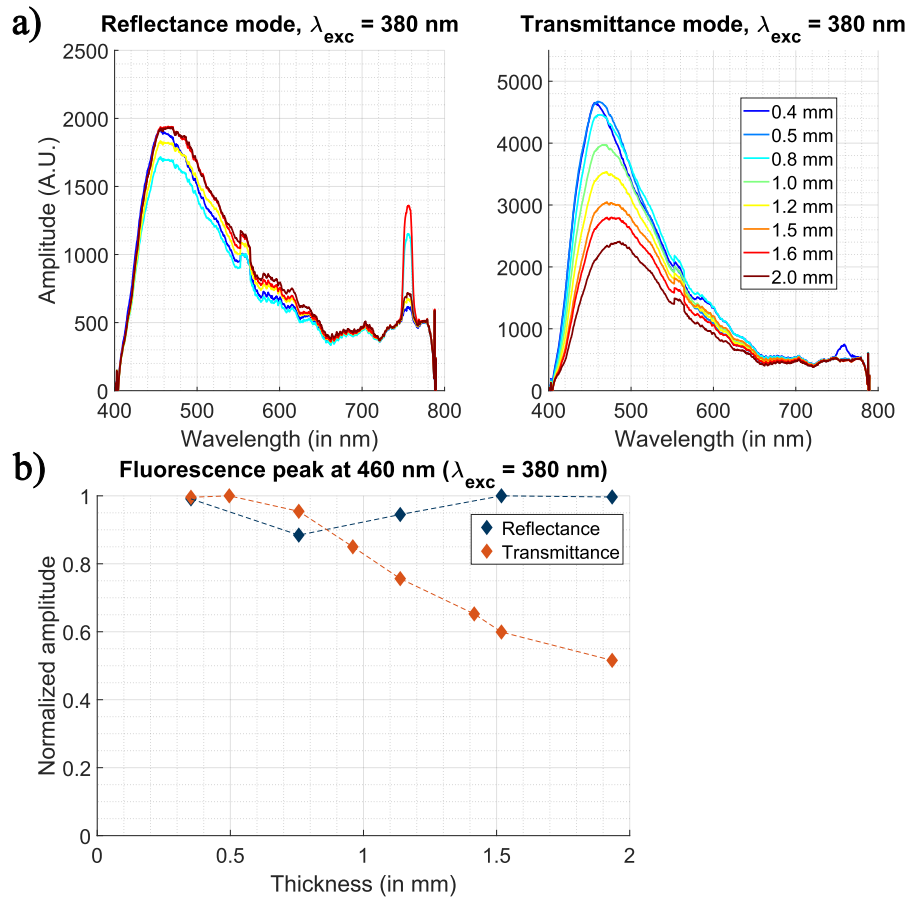 a)
Reflectance mode, λexc = 380 nm
Amplitude (A.U.)
2500
2000
1500
1000
500
0
400 500 600 700 800
Wavelength (in nm)
Transmittance mode, λexc = 380 nm
5000
4000
3000
2000
1000
0
0.4 mm
0.5 mm
0.8 mm
1.0 mm
1.2 mm
1.5 mm
1.6 mm
2.0 mm
400 500 600 700 800
Wavelength (in nm)
b)
Fluorescence peak at 460 nm (λexc = 380 nm)
Normalized amplitude
1
0.8
0.6
0.4
0.2
0
Reflectance
Transmittance
0 0.5 1 1.5 2
Thickness (in mm)